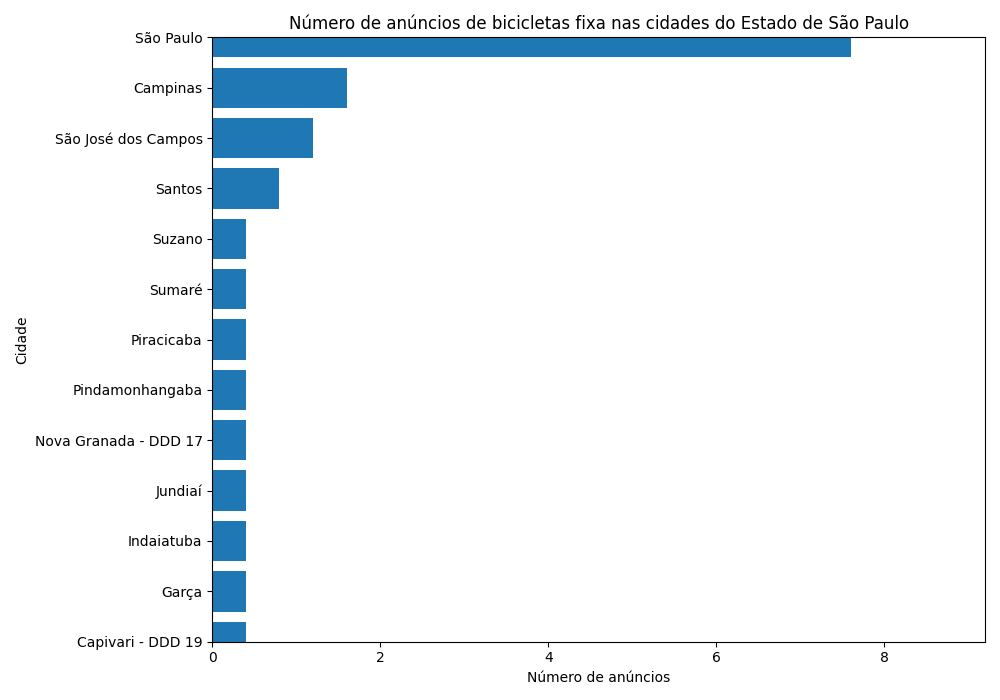 Número de anúncios de bicicletas fixa nas cidades do Estado de São Paulo
São Paulo
Campinas
São José dos Campos
Santos
Suzano
Sumaré
Piracicaba
Pindamonhangaba
Nova Granada - DDD 17
Jundiaí
Indaiatuba
Garça
Capivari - DDD 19
Cidade
0 2 4 6 8
Número de anúncios